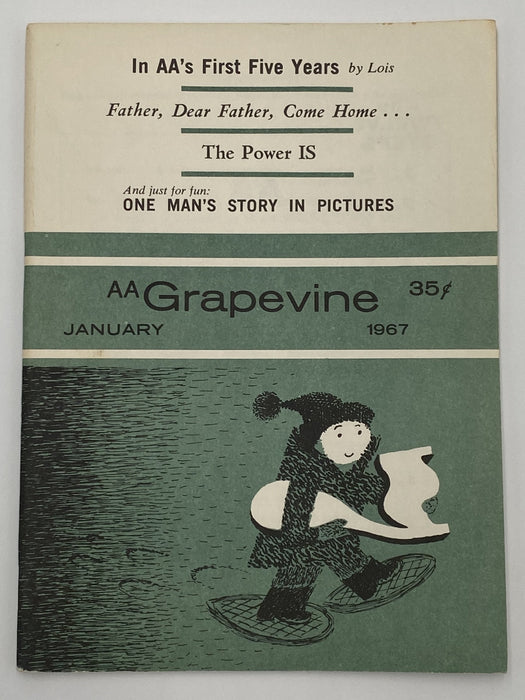 In AA's First Five Years by Lois
Father, Dear Father, Come Home . . .
The Power IS
And just for fun:
ONE MAN'S STORY IN PICTURES
AA Grapevine 35¢
JANUARY 1967